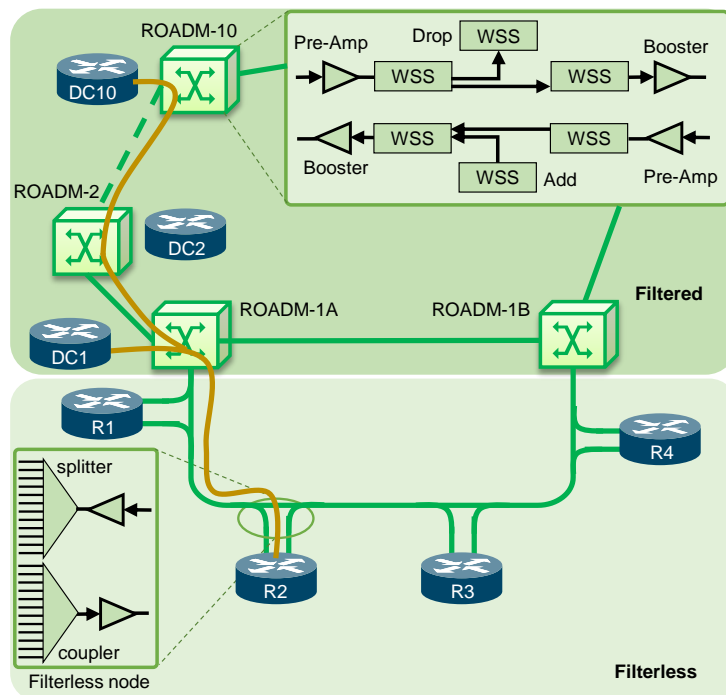 ROADM-10
DC10
Pre-Amp
Drop
WSS
Booster
WSS
WSS
WSS
WSS
Booster
WSS
Add
Pre-Amp
ROADM-2
DC2
Filtered
ROADM-1A
ROADM-1B
DC1
R1
R4
splitter
R2
R3
coupler
Filterless node
Filterless